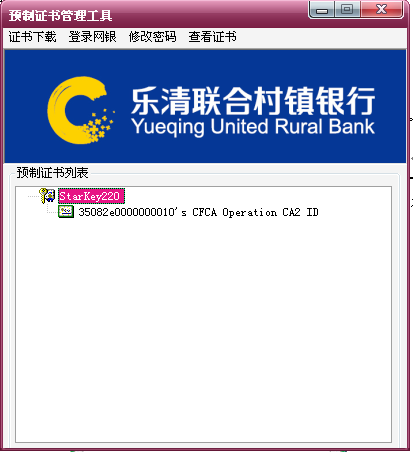 预制证书管理工具
证书下载 登录网银 修改密码 查看证书
乐清联合村镇银行
Yueqing United Rural Bank
预制证书列表
StarKey220
35082e0000000010's CFCA Operation CA2 ID